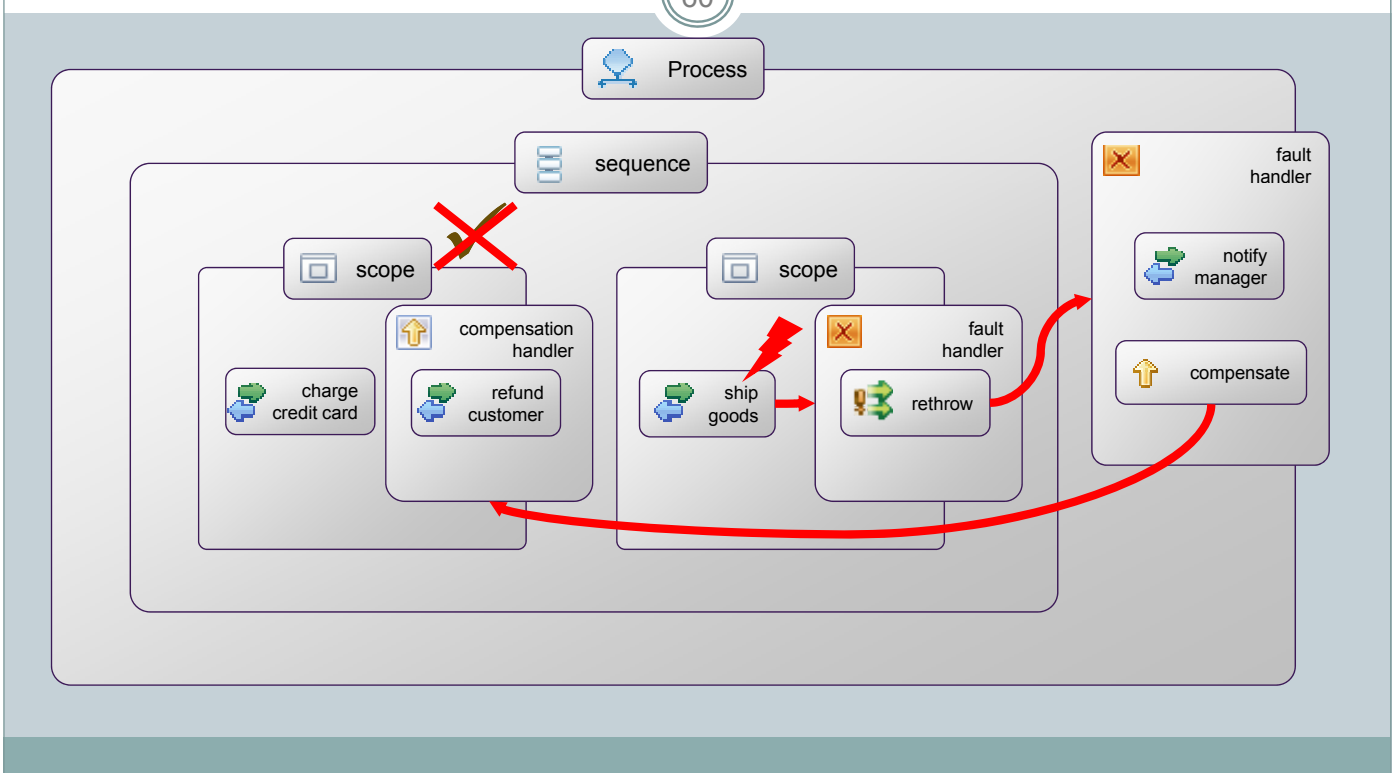 Process
sequence
fault
handler
notify
manager
compensate
scope
compensation
handler
charge
credit card
refund
customer
scope
fault
handler
ship
goods
rethrow